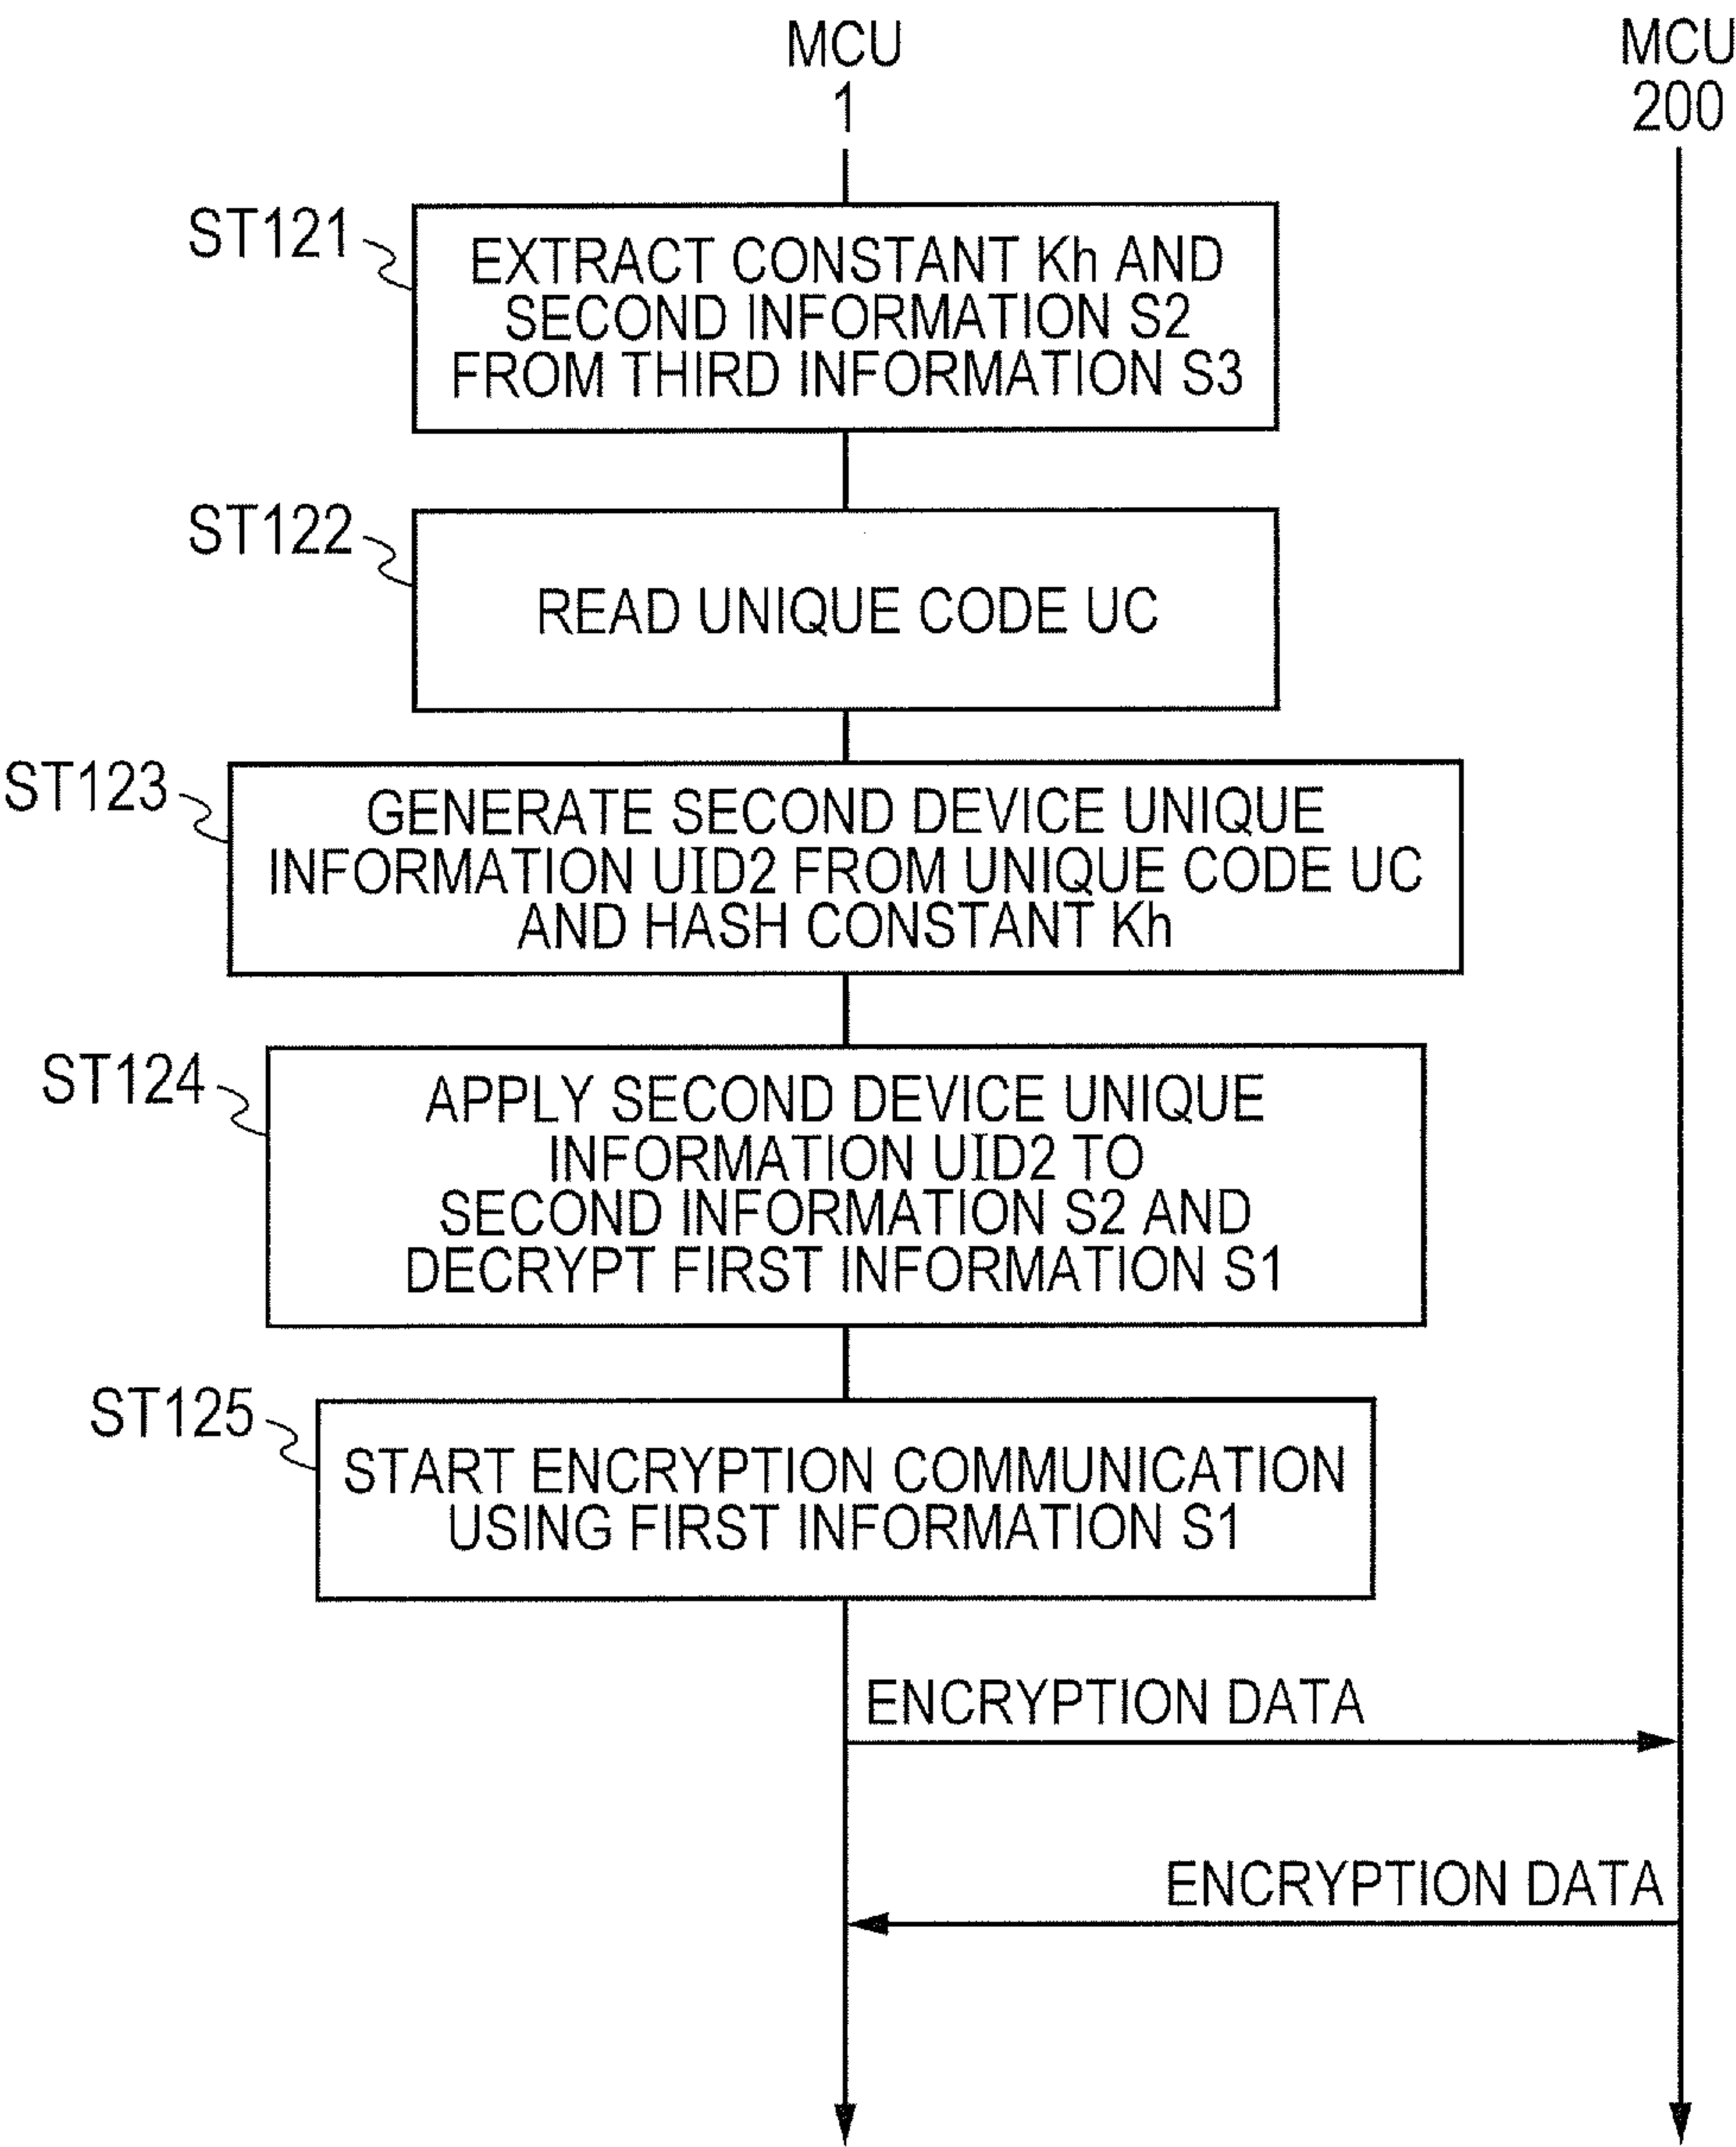 MCU
1
MCU
200
ST121
EXTRACT CONSTANT Kh AND
SECOND INFORMATION S2
FROM THIRD INFORMATION S3
ST122
READ UNIQUE CODE UC
ST123
GENERATE SECOND DEVICE UNIQUE
INFORMATION UID2 FROM UNIQUE CODE UC
AND HASH CONSTANT Kh
ST124
APPLY SECOND DEVICE UNIQUE
INFORMATION UID2 TO
SECOND INFORMATION S2 AND
DECRYPT FIRST INFORMATION S1
ST125
START ENCRYPTION COMMUNICATION
USING FIRST INFORMATION S1
ENCRYPTION DATA
ENCRYPTION DATA